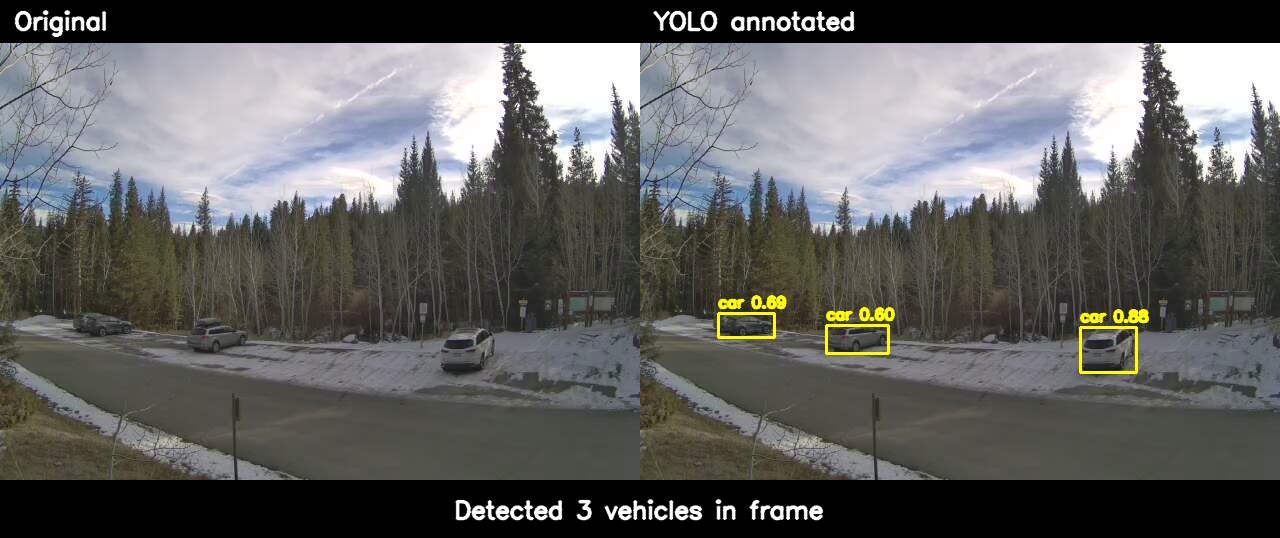 Original
YOLO annotated
car 0.69
car 0.60
car 0.88
Detected 3 vehicles in frame